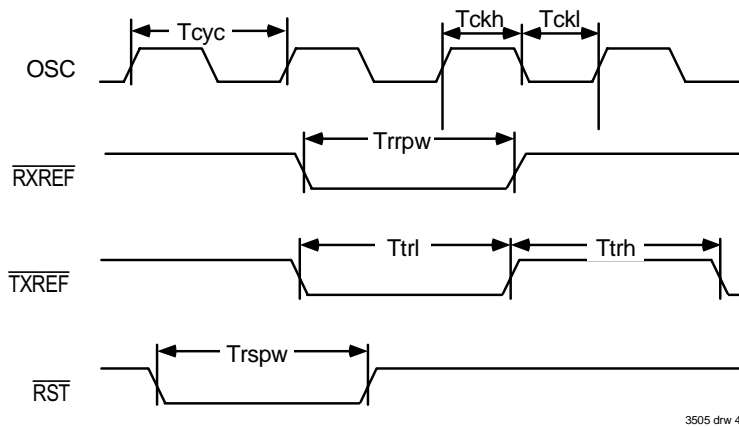 Tcyc Tckh Tckl
OSC
Trrpw
RXREF
Ttrl Ttrh
TXREF
Trspw
RST
3505 drw 4